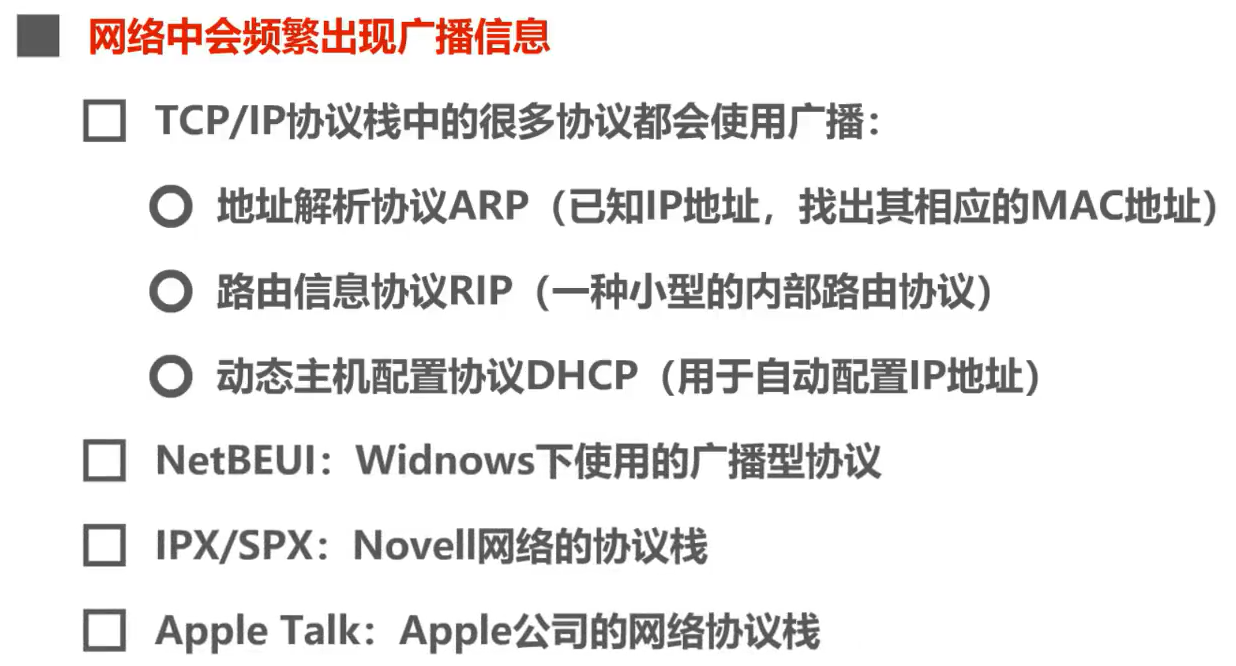 网络中会频繁出现广播信息
TCP/IP协议栈中的很多协议都会使用广播：
地址解析协议ARP（已知IP地址，找出其相应的MAC地址）
路由信息协议RIP（一种小型的内部路由协议）
动态主机配置协议DHCP（用于自动配置IP地址）
NetBEUI：Widnows下使用的广播型协议
IPX/SPX：Novell网络的协议栈
Apple Talk：Apple公司的网络协议栈